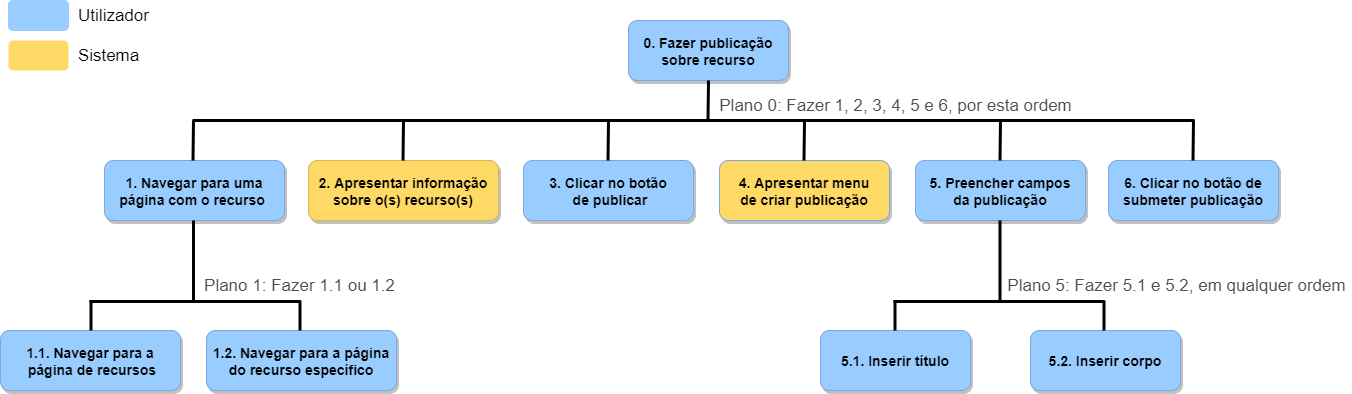 Utilizador
Sistema
0. Fazer publicação
sobre recurso
Plano 0: Fazer 1, 2, 3, 4, 5 e 6, por esta ordem
1. Navegar para uma
página com o recurso
2. Apresentar informação
sobre o(s) recurso(s)
3. Clicar no botão
de publicar
4. Apresentar menu
de criar publicação
5. Preencher campos
da publicação
6. Clicar no botão de
submeter publicação
Plano 1: Fazer 1.1 ou 1.2
Plano 5: Fazer 5.1 e 5.2, em qualquer ordem
1.1. Navegar para a
página de recursos
1.2. Navegar para a página
do recurso específico
5.1. Inserir título
5.2. Inserir corpo